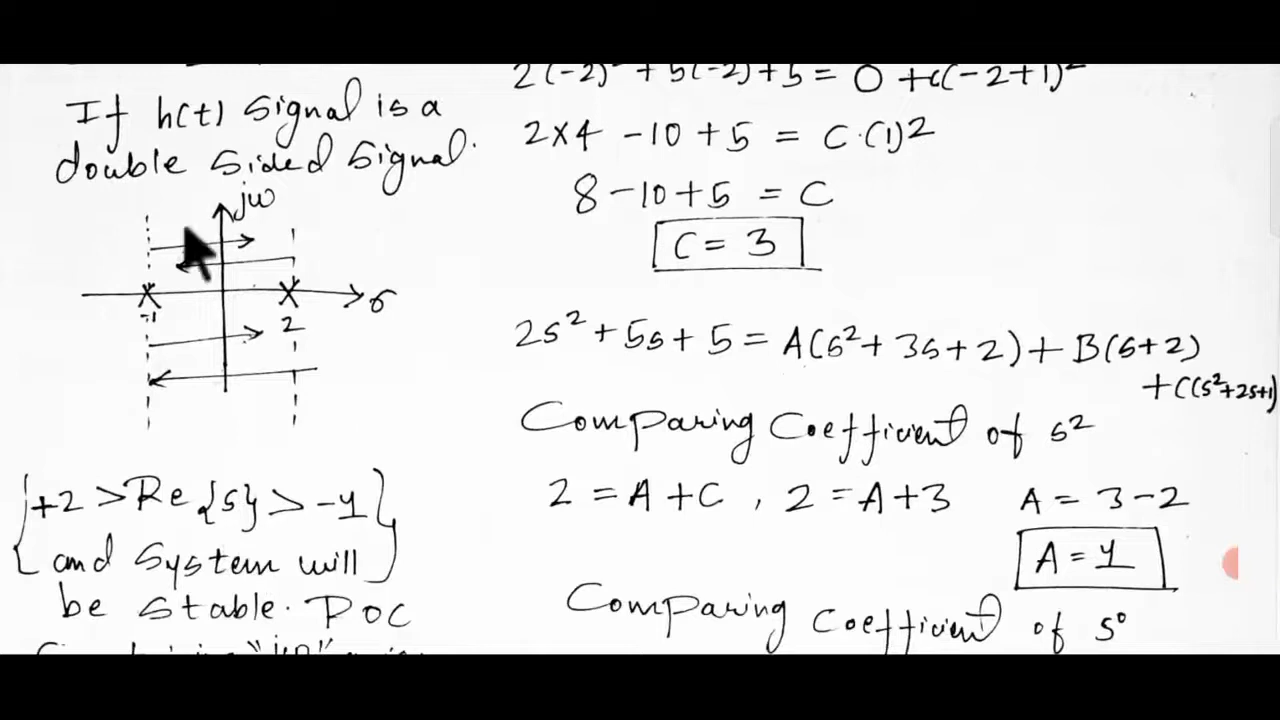 If h(t) Signal is a
double Sided Signal.
jω
σ
-1
2
{+2 > Re{s} > -1}
and System will
be stable. ROC
2(-2)² + 5(-2) + 5 = 0 + C(-2+1)²
2×4 -10 + 5 = C·(1)²
8 - 10 + 5 = C
C = 3
2s² + 5s + 5 = A(s² + 3s + 2) + B(s+2)
+ C(s²+2s+1)
Comparing Coefficient of s²
2 = A + C , 2 = A + 3 A = 3 - 2
A = 1
Comparing Coefficient of s⁰